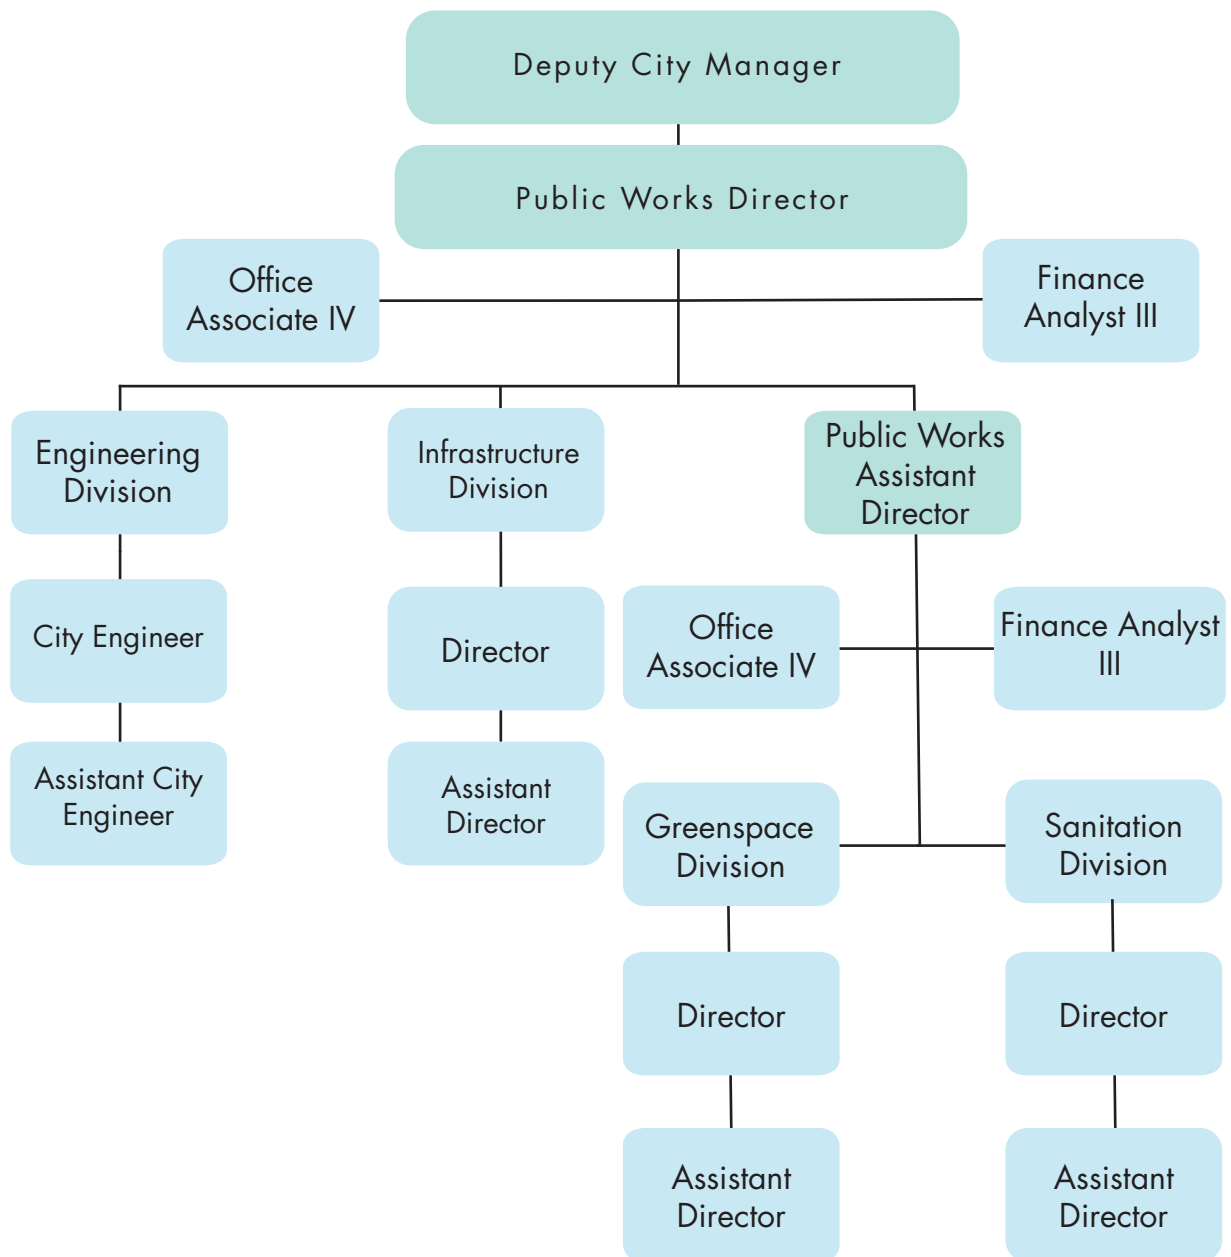 Deputy City Manager
Public Works Director
Office
Associate IV
Finance
Analyst III
Engineering
Division
Infrastructure
Division
Public Works
Assistant
Director
City Engineer
Director
Office
Associate IV
Finance Analyst
III
Assistant City
Engineer
Assistant
Director
Greenspace
Division
Sanitation
Division
Director
Director
Assistant
Director
Assistant
Director